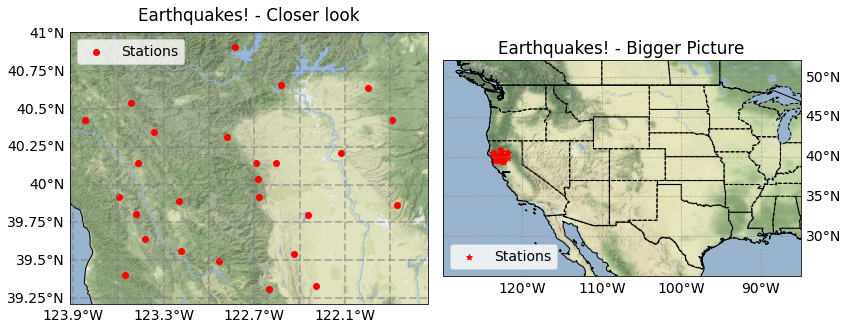 Earthquakes! - Closer look
Stations
41°N
40.75°N
40.5°N
40.25°N
40°N
39.75°N
39.5°N
39.25°N
123.9°W 123.3°W 122.7°W 122.1°W
Earthquakes! - Bigger Picture
50°N
45°N
40°N
35°N
30°N
Stations
120°W 110°W 100°W 90°W